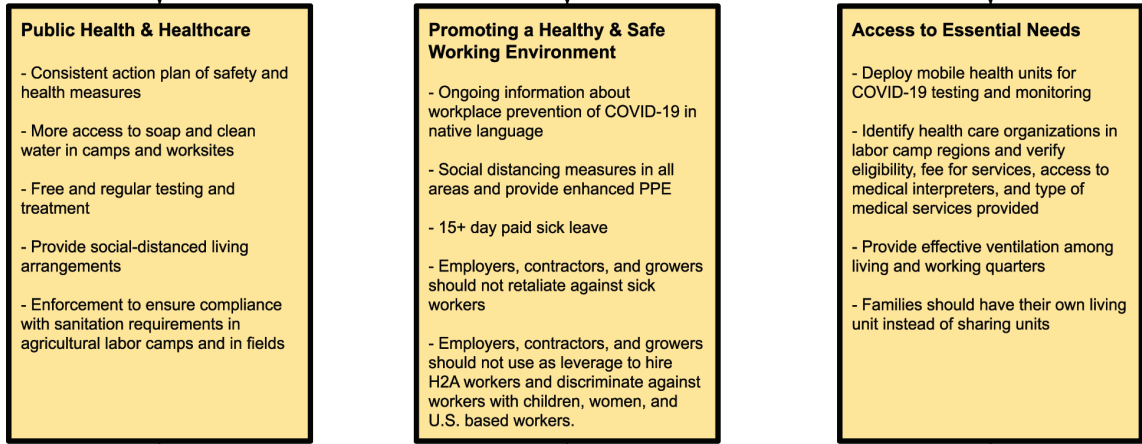 Public Health & Healthcare
- Consistent action plan of safety and
health measures
- More access to soap and clean
water in camps and worksites
- Free and regular testing and
treatment
- Provide social-distanced living
arrangements
- Enforcement to ensure compliance
with sanitation requirements in
agricultural labor camps and in fields
Promoting a Healthy & Safe
Working Environment
- Ongoing information about
workplace prevention of COVID-19 in
native language
- Social distancing measures in all
areas and provide enhanced PPE
- 15+ day paid sick leave
- Employers, contractors, and growers
should not retaliate against sick
workers
- Employers, contractors, and growers
should not use as leverage to hire
H2A workers and discriminate against
workers with children, women, and
U.S. based workers.
Access to Essential Needs
- Deploy mobile health units for
COVID-19 testing and monitoring
- Identify health care organizations in
labor camp regions and verify
eligibility, fee for services, access to
medical interpreters, and type of
medical services provided
- Provide effective ventilation among
living and working quarters
- Families should have their own living
unit instead of sharing units